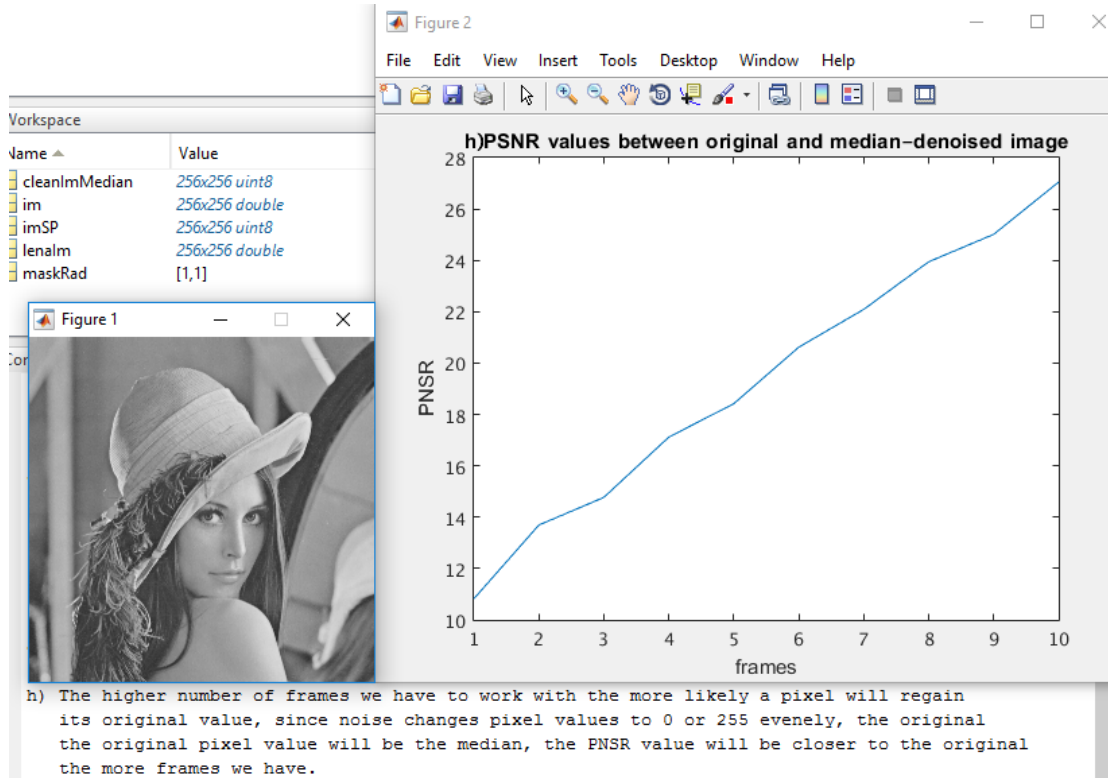 Figure 2
File Edit View Insert Tools Desktop Window Help
Workspace
Name Value
cleanImMedian 256x256 uint8
im 256x256 double
imSP 256x256 uint8
lenaIm 256x256 double
maskRad [1,1]
Figure 1
h)PSNR values between original and median-denoised image
28
26
24
22
20
18
16
14
12
10
PNSR
1 2 3 4 5 6 7 8 9 10
frames
h) The higher number of frames we have to work with the more likely a pixel will regain
its original value, since noise changes pixel values to 0 or 255 evenely, the original
the original pixel value will be the median, the PNSR value will be closer to the original
the more frames we have.